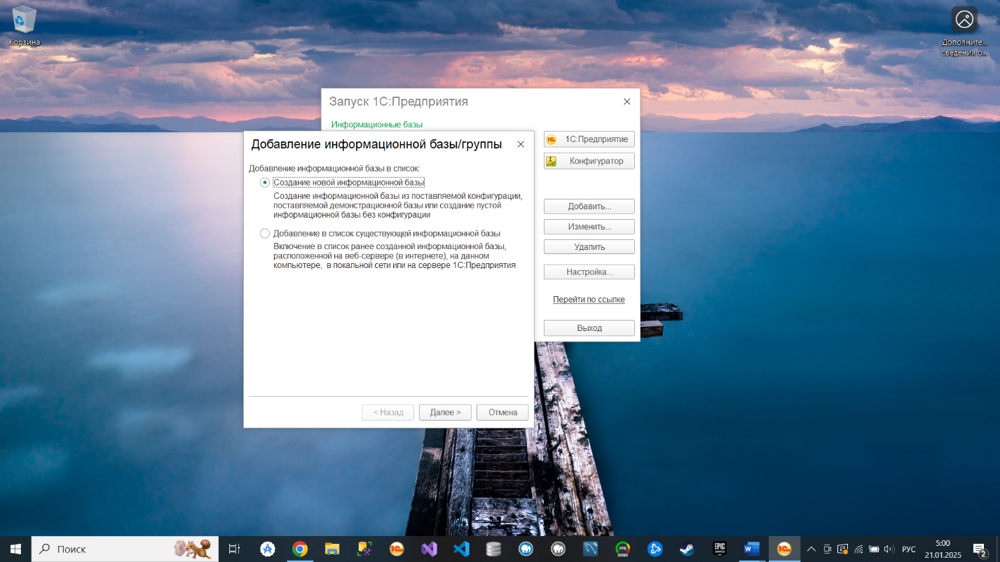 Корзина
Дополните...
сведения о...
Запуск 1С:Предприятия
Информационные базы
Добавление информационной базы/группы
Добавление информационной базы в список:
Создание новой информационной базы
Создание информационной базы из поставляемой конфигурации,
поставляемой демонстрационной базы или создание пустой
информационной базы без конфигурации
Добавление в список существующей информационной базы
Включение в список ранее созданной информационной базы,
расположенной на веб-сервере (в интернете), на данном
компьютере, в локальной сети или на сервере 1С:Предприятия
< Назад
Далее >
Отмена
1С:Предприятие
Конфигуратор
Добавить...
Изменить...
Удалить
Настройка...
Перейти по ссылке
Выход
Поиск
FPS
EPIC
GAMES
РУС
5:00
21.01.2025
2